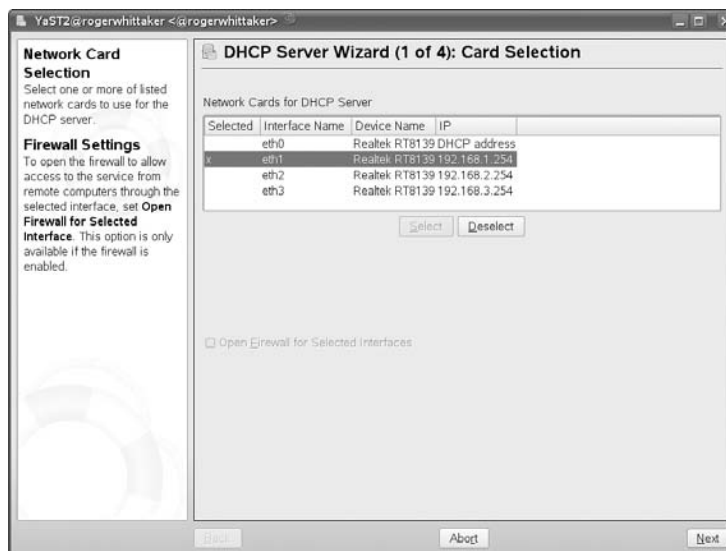 YaST2@rogerwhittaker <@rogerwhittaker>
Network Card
Selection
Select one or more of listed
network cards to use for the
DHCP server.
Firewall Settings
To open the firewall to allow
access to the service from
remote computers through the
selected interface, set Open
Firewall for Selected
Interface. This option is only
available if the firewall is
enabled.
DHCP Server Wizard (1 of 4): Card Selection
Network Cards for DHCP Server
Selected Interface Name Device Name IP
eth0 Realtek RT8139 DHCP address
x eth1 Realtek RT8139 192.168.1.254
eth2 Realtek RT8139 192.168.2.254
eth3 Realtek RT8139 192.168.3.254
Select Deselect
Open Firewall for Selected Interfaces
Back Abort Next